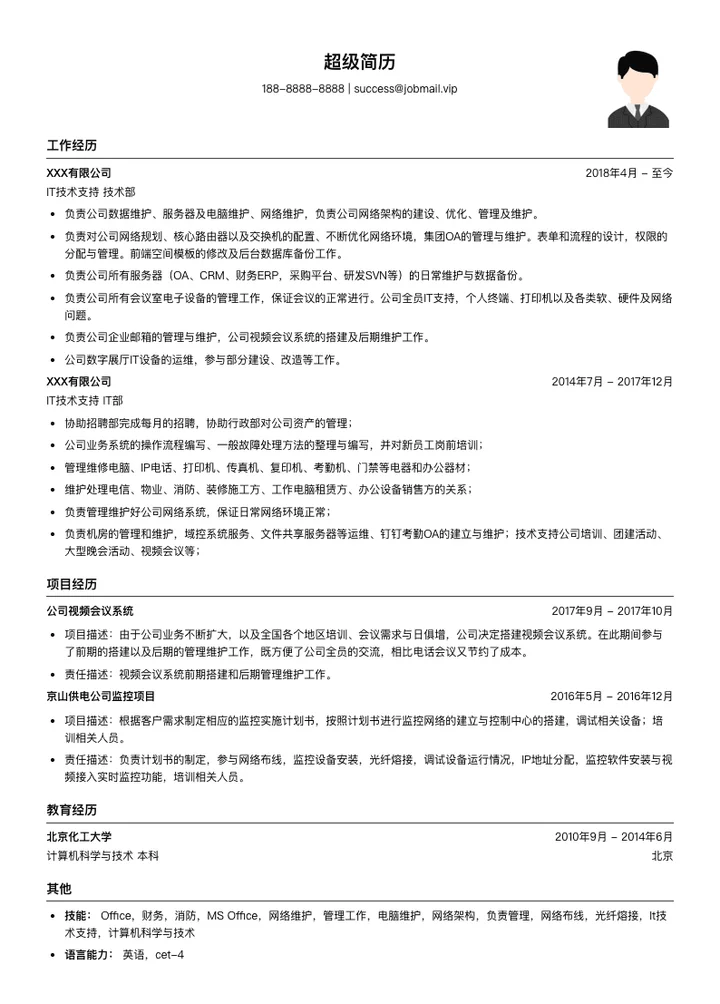 超级简历
188-8888-8888 | success@jobmail.vip
工作经历
XXX有限公司 2018年4月 – 至今
IT技术支持 技术部
• 负责公司数据维护、服务器及电脑维护、网络维护，负责公司网络架构的建设、优化、管理及维护。
• 负责对公司网络规划、核心路由器以及交换机的配置、不断优化网络环境，集团OA的管理与维护。表单和流程的设计，权限的
分配与管理。前端空间模板的修改及后台数据库备份工作。
• 负责公司所有服务器（OA、CRM、财务ERP，采购平台、研发SVN等）的日常维护与数据备份。
• 负责公司所有会议室电子设备的管理工作，保证会议的正常进行。公司全员IT支持，个人终端、打印机以及各类软、硬件及网络
问题。
• 负责公司企业邮箱的管理与维护，公司视频会议系统的搭建及后期维护工作。
• 公司数字展厅IT设备的运维，参与部分建设、改造等工作。
XXX有限公司 2014年7月 – 2017年12月
IT技术支持 IT部
• 协助招聘部完成每月的招聘，协助行政部对公司资产的管理；
• 公司业务系统的操作流程编写、一般故障处理方法的整理与编写，并对新员工岗前培训；
• 管理维修电脑、IP电话、打印机、传真机、复印机、考勤机、门禁等电器和办公器材；
• 维护处理电信、物业、消防、装修施工方、工作电脑租赁方、办公设备销售方的关系；
• 负责管理维护好公司网络系统，保证日常网络环境正常；
• 负责机房的管理和维护，域控系统服务、文件共享服务器等运维、钉钉考勤OA的建立与维护；技术支持公司培训、团建活动、
大型晚会活动、视频会议等；
项目经历
公司视频会议系统 2017年9月 – 2017年10月
• 项目描述：由于公司业务不断扩大，以及全国各个地区培训、会议需求与日俱增，公司决定搭建视频会议系统。在此期间参与
了前期的搭建以及后期的管理维护工作，既方便了公司全员的交流，相比电话会议又节约了成本。
• 责任描述：视频会议系统前期搭建和后期管理维护工作。
京山供电公司监控项目 2016年5月 – 2016年12月
• 项目描述：根据客户需求制定相应的监控实施计划书，按照计划书进行监控网络的建立与控制中心的搭建，调试相关设备；培
训相关人员。
• 责任描述：负责计划书的制定，参与网络布线，监控设备安装，光纤熔接，调试设备运行情况，IP地址分配，监控软件安装与视
频接入实时监控功能，培训相关人员。
教育经历
北京化工大学 2010年9月 – 2014年6月
计算机科学与技术 本科 北京
其他
• 技能： Office，财务，消防，MS Office，网络维护，管理工作，电脑维护，网络架构，负责管理，网络布线，光纤熔接，It技
术支持，计算机科学与技术
• 语言能力： 英语，cet-4